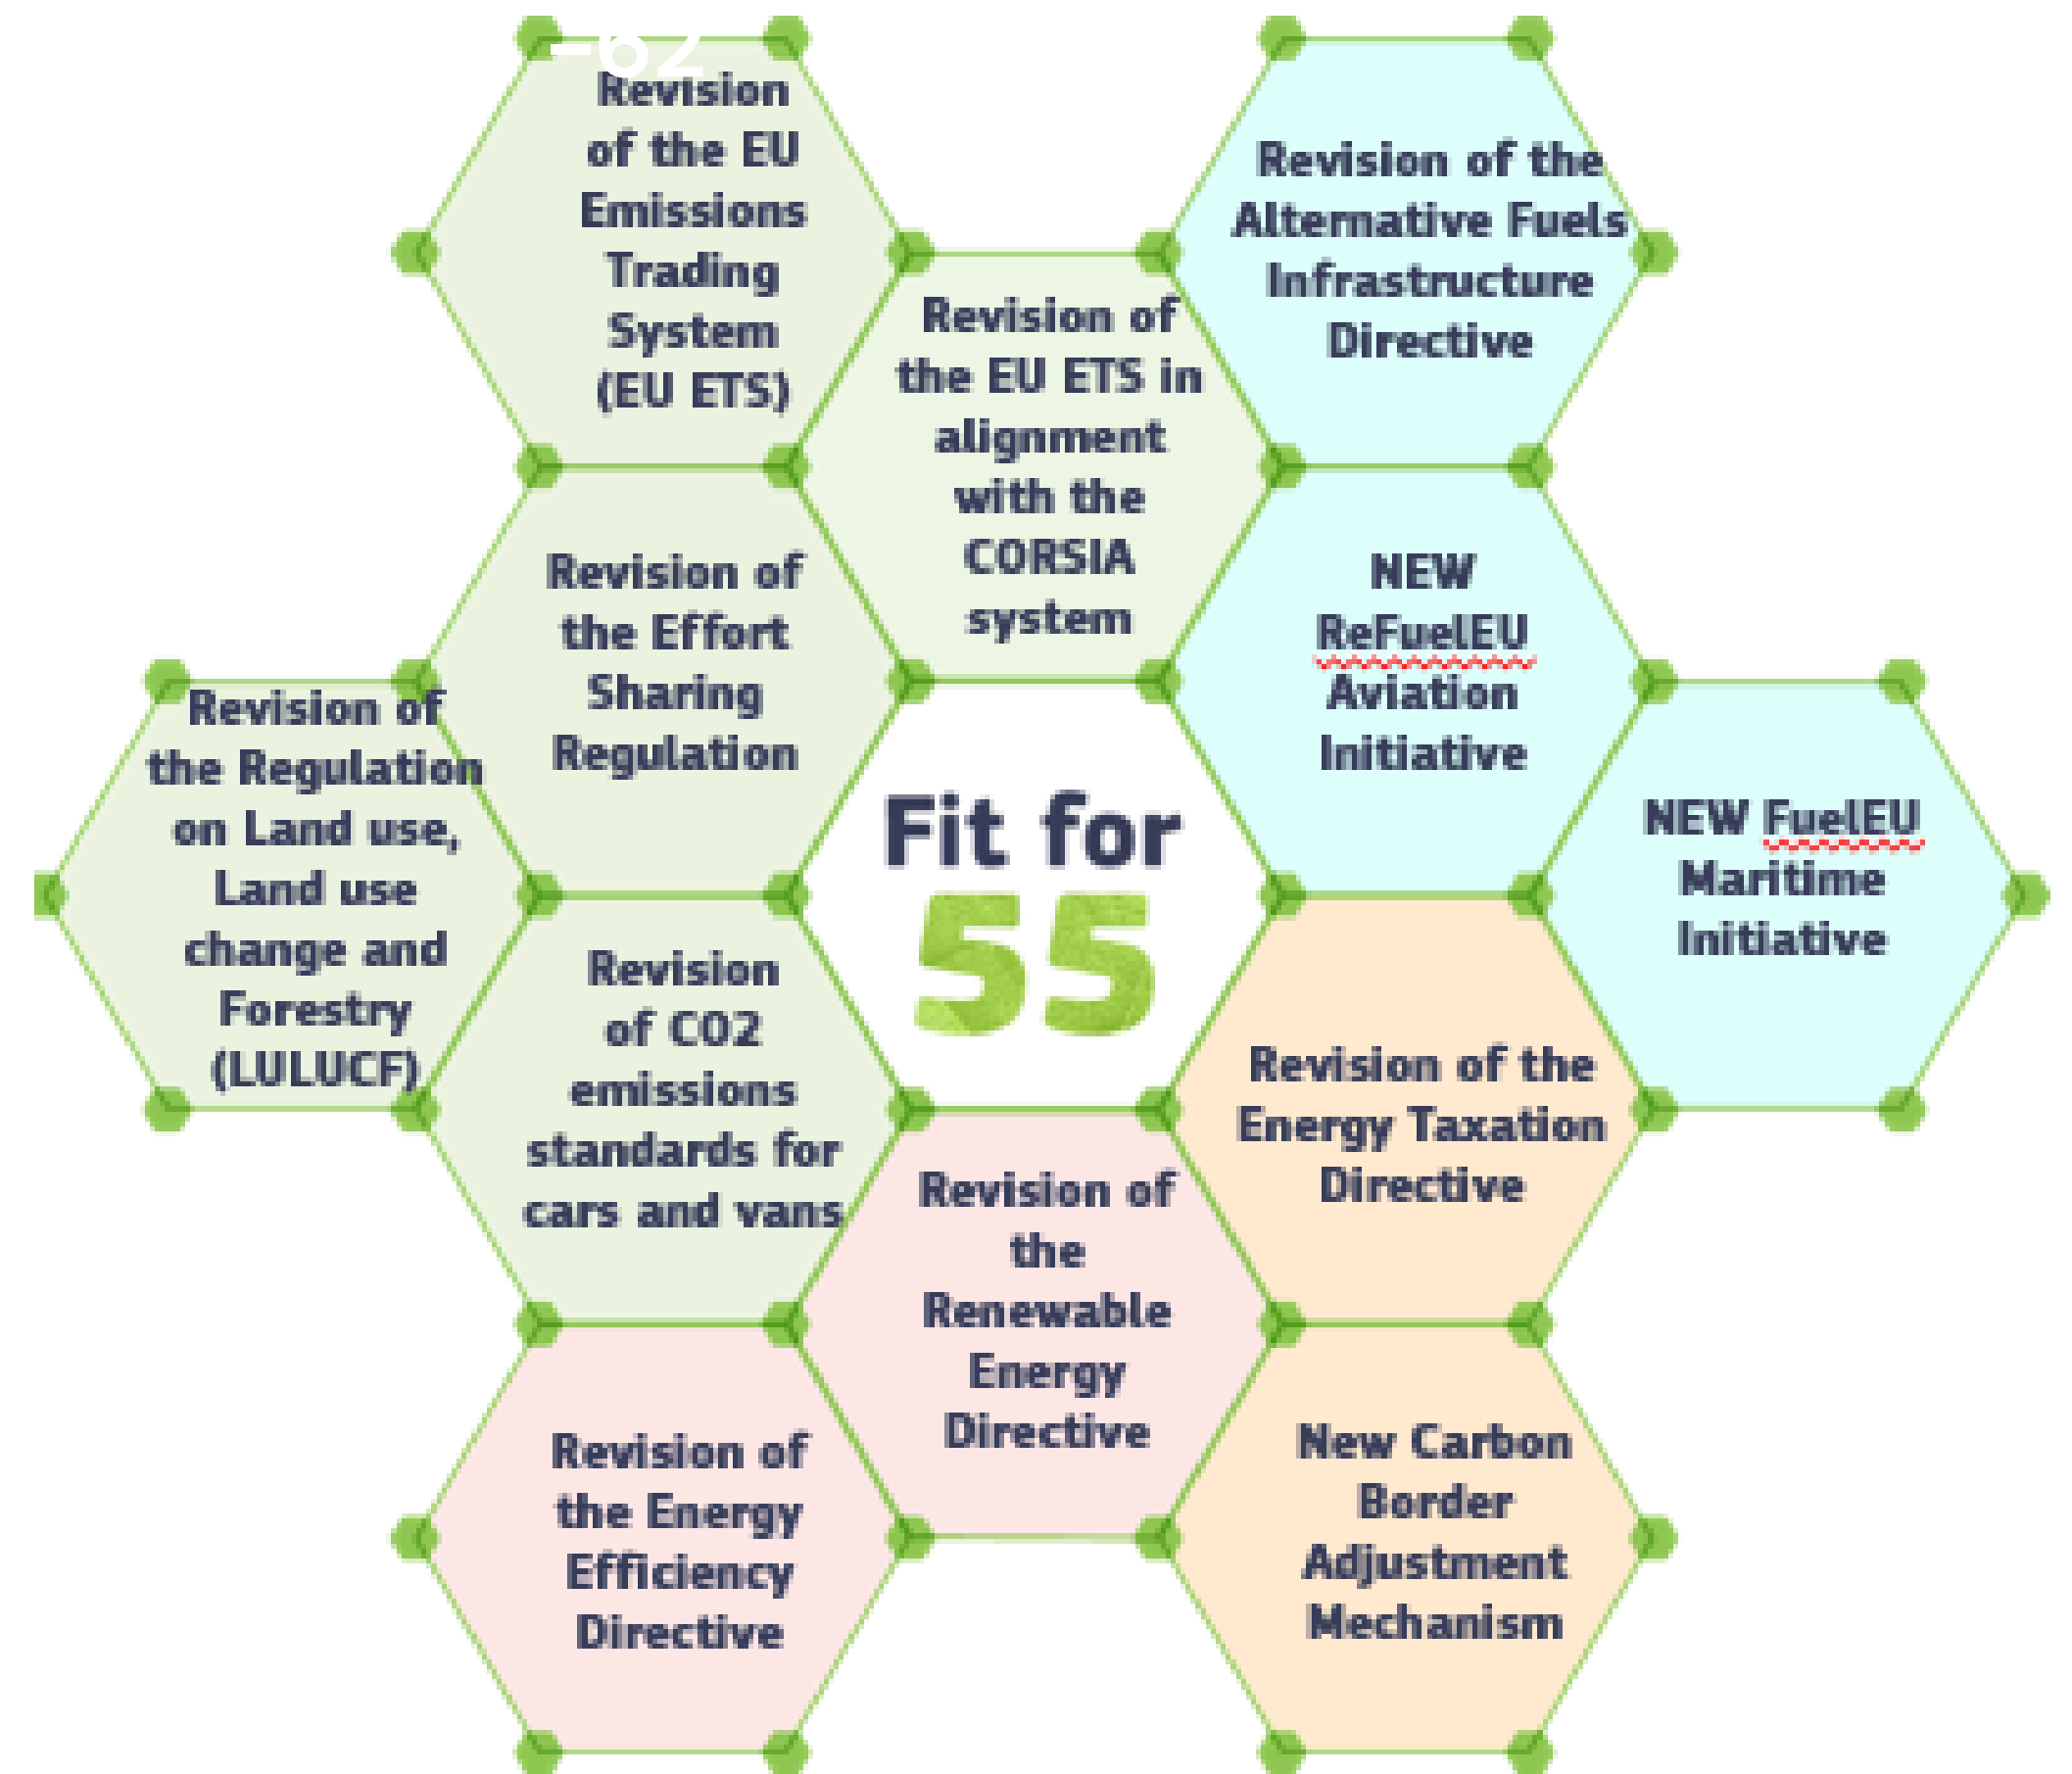 -62
Revision
of the EU
Emissions
Trading
System
(EU ETS)
Revision of the
Alternative Fuels
Infrastructure
Directive
Revision of
the EU ETS in
alignment
with the
CORSIA
system
Revision of
the Effort
Sharing
Regulation
NEW
ReFuelEU
Aviation
Initiative
Revision of
the Regulation
on Land use,
Land use
change and
Forestry
(LULUCF)
Fit for
55
NEW FuelEU
Maritime
Initiative
Revision
of CO2
emissions
standards for
cars and vans
Revision of the
Energy Taxation
Directive
Revision of
the
Renewable
Energy
Directive
Revision of
the Energy
Efficiency
Directive
New Carbon
Border
Adjustment
Mechanism